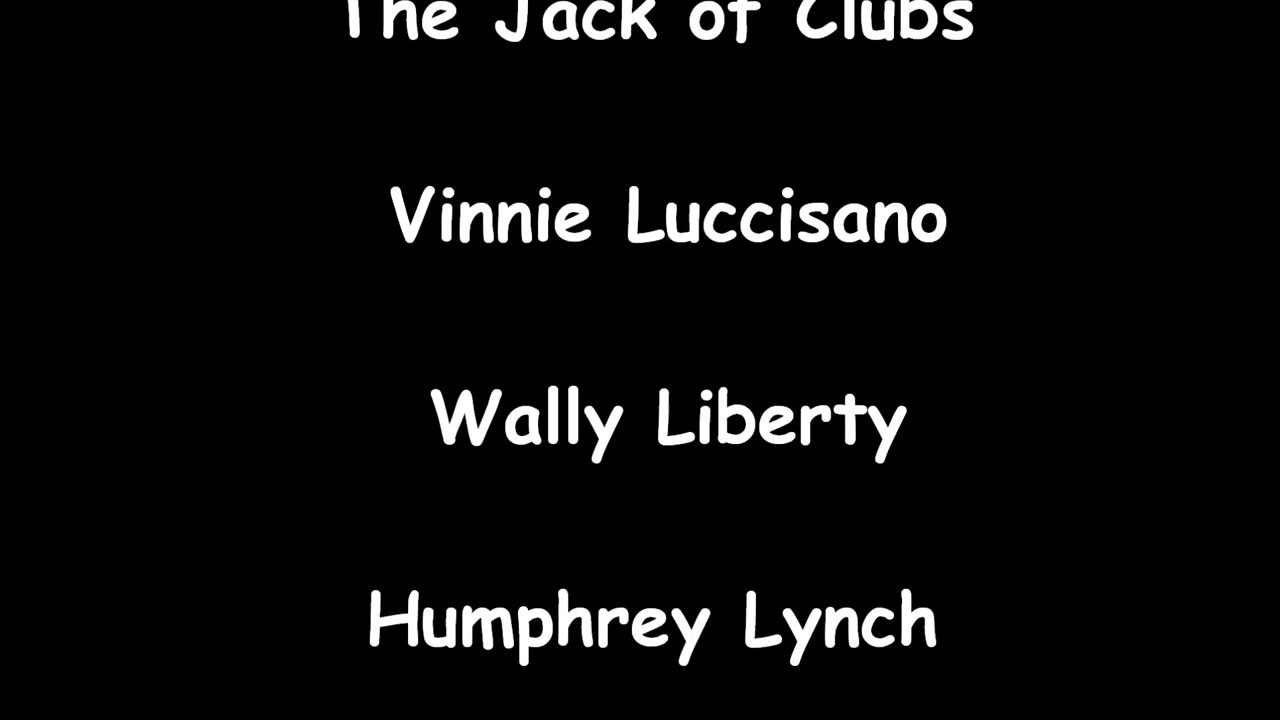 The Jack of Clubs
Vinnie Luccisano
Wally Liberty
Humphrey Lynch